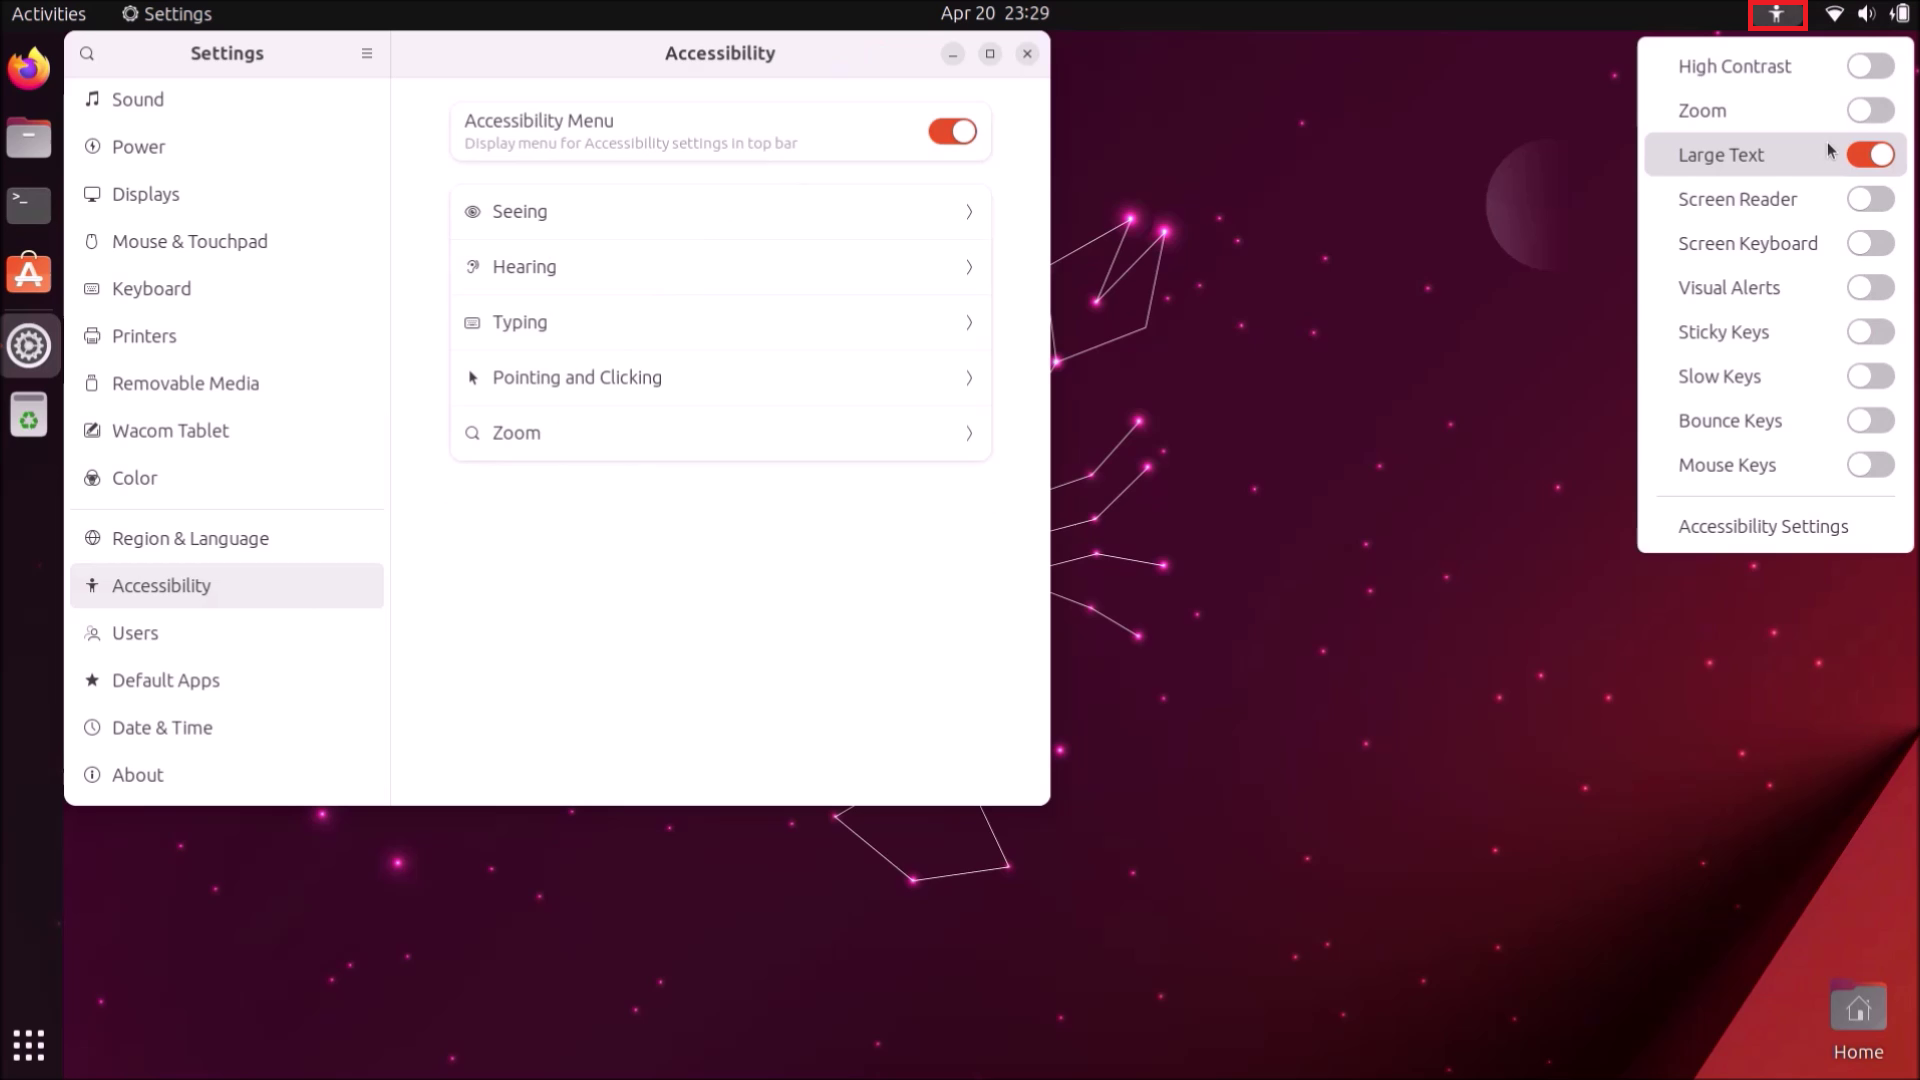 Activities
Settings
Apr 20 23:29
Settings
Sound
Power
Displays
Mouse & Touchpad
Keyboard
Printers
Removable Media
Wacom Tablet
Color
Region & Language
Accessibility
Users
Default Apps
Date & Time
About
Accessibility
Accessibility Menu
Display menu for Accessibility settings in top bar
Seeing
Hearing
Typing
Pointing and Clicking
Zoom
High Contrast
Zoom
Large Text
Screen Reader
Screen Keyboard
Visual Alerts
Sticky Keys
Slow Keys
Bounce Keys
Mouse Keys
Accessibility Settings
Home